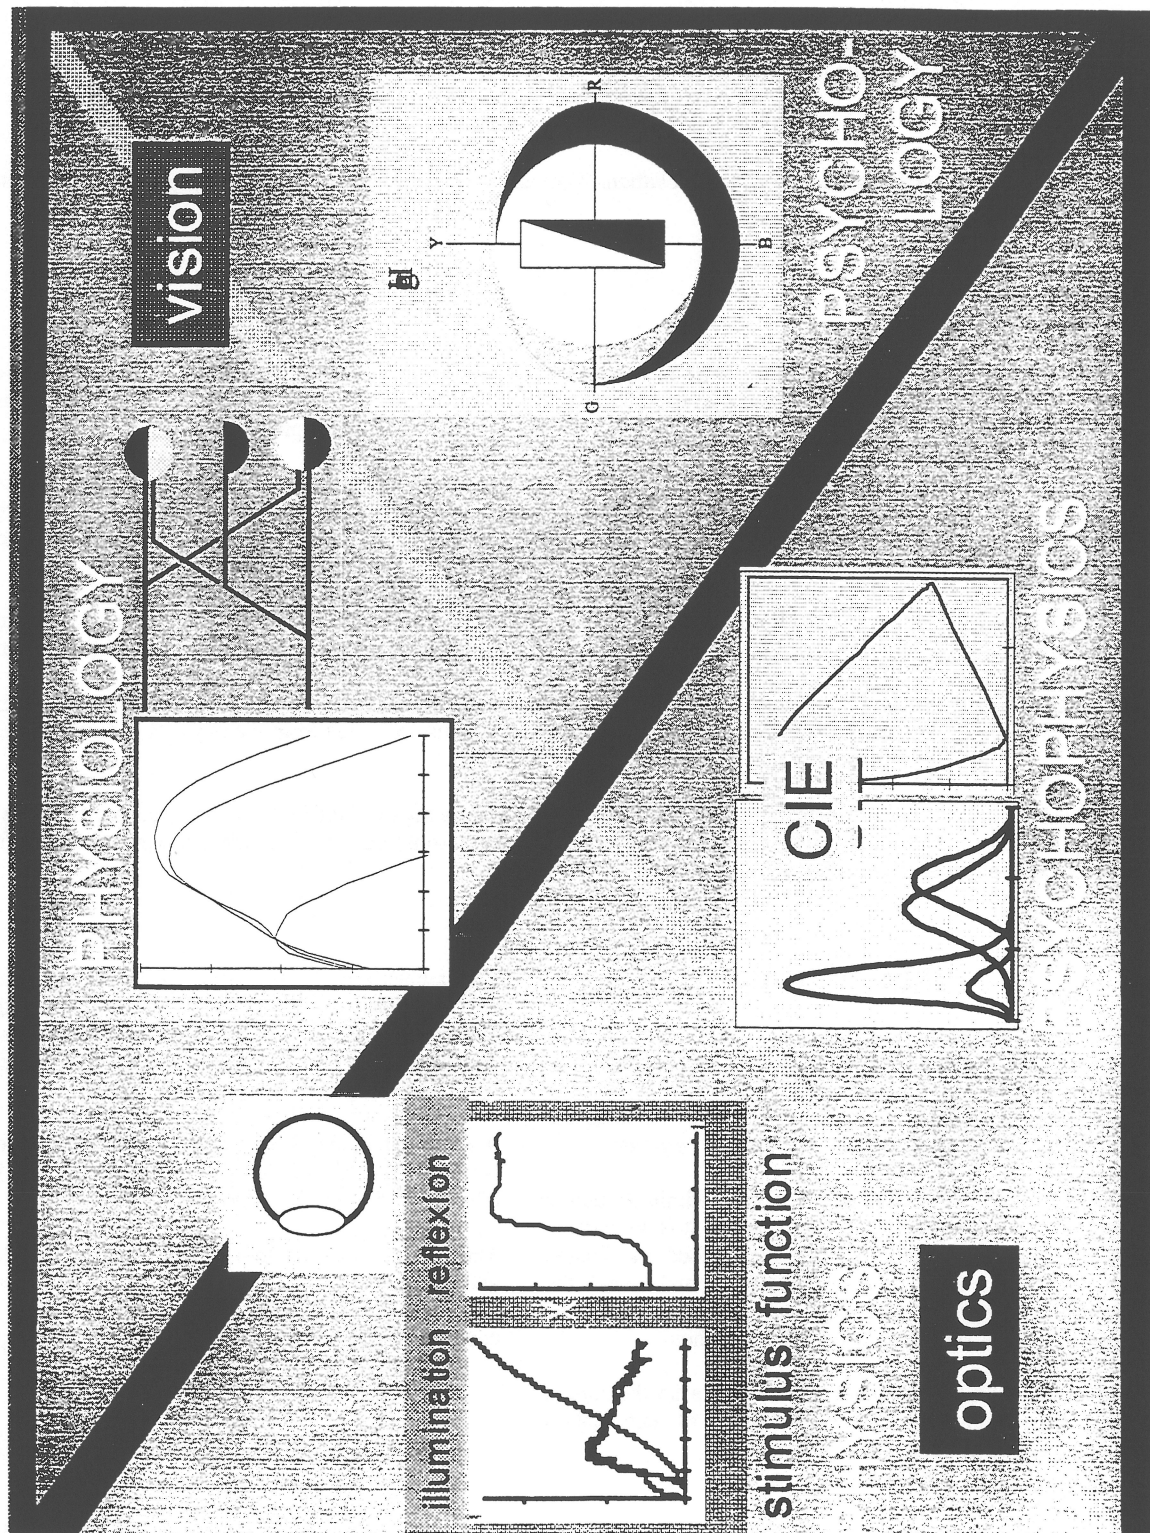 PHYSIOLOGY
vision
Y
R
G
B
PSYCHO-
LOGY
illumination reflexion
X
stimulus function
CIE
PSYCHOPHYSICS
PHYSICS
optics